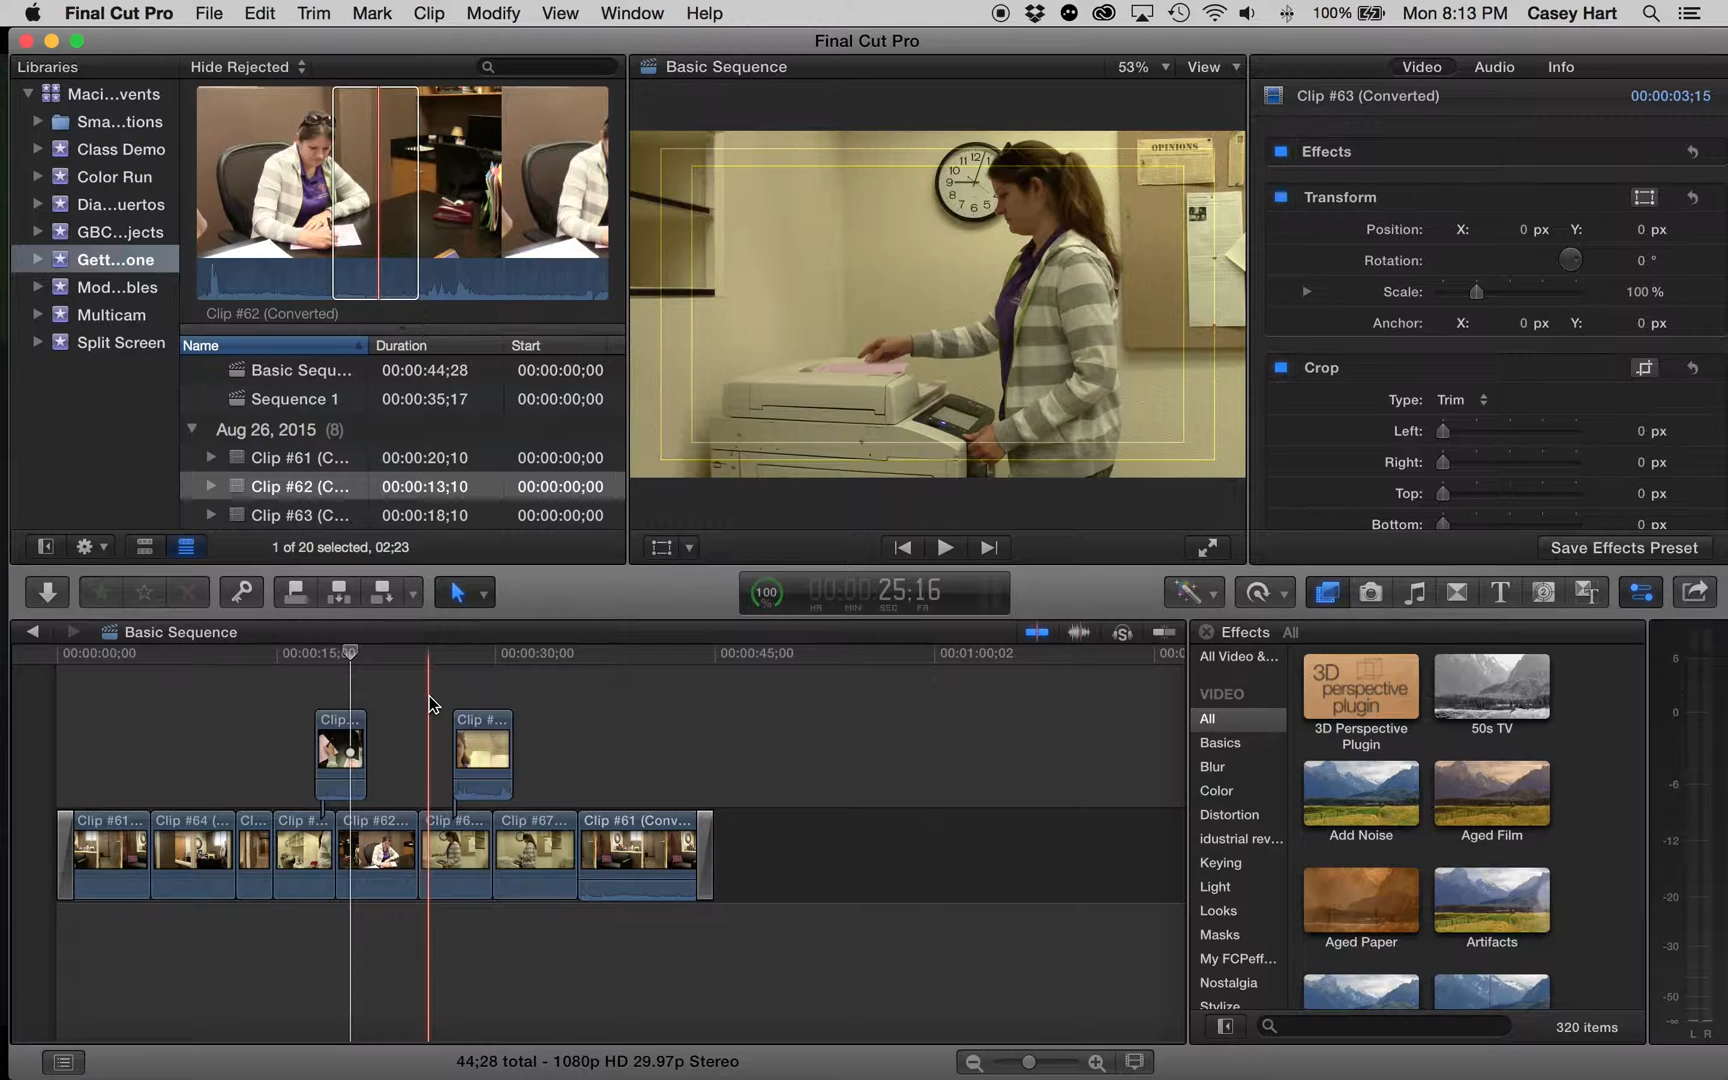 Final Cut Pro File Edit Trim Mark Clip Modify View Window Help 100% Mon 8:13 PM Casey Hart
Final Cut Pro
Libraries Hide Rejected
Maci...vents
Sma...tions
Class Demo
Color Run
Dia...uertos
GBC...jects
Gett...one
Mod...bles
Multicam
Split Screen
Clip #62 (Converted)
Name Duration Start
Basic Sequ... 00:00:44;28 00:00:00;00
Sequence 1 00:00:35;17 00:00:00;00
Aug 26, 2015 (8)
Clip #61 (C... 00:00:20;10 00:00:00;00
Clip #62 (C... 00:00:13;10 00:00:00;00
Clip #63 (C... 00:00:18;10 00:00:00;00
1 of 20 selected, 02;23
Basic Sequence 53% View
OPINIONS
Video Audio Info
Clip #63 (Converted) 00:00:03;15
Effects
Transform
Position: X: 0 px Y: 0 px
Rotation: 0 °
Scale: 100 %
Anchor: X: 0 px Y: 0 px
Crop
Type: Trim
Left: 0 px
Right: 0 px
Top: 0 px
Bottom: 0 px
Save Effects Preset
100 % 00:00:25:16
HR MIN SEC FR
Basic Sequence
00:00:00;00 00:00:15;00 00:00:30;00 00:00:45;00 00:01:00;02 00:0
Clip... Clip #...
Clip #61... Clip #64 (... Cl... Clip #... Clip #62... Clip #6... Clip #67... Clip #61 (Conv...
44;28 total - 1080p HD 29.97p Stereo
Effects All
All Video &...
VIDEO
All
Basics
Blur
Color
Distortion
idustrial rev...
Keying
Light
Looks
Masks
My FCPeff...
Nostalgia
Stylize
3D perspective plugin
3D Perspective Plugin
50s TV
Add Noise
Aged Film
Aged Paper
Artifacts
320 items
6
0
-6
-12
-20
-30
-50
-∞
L R